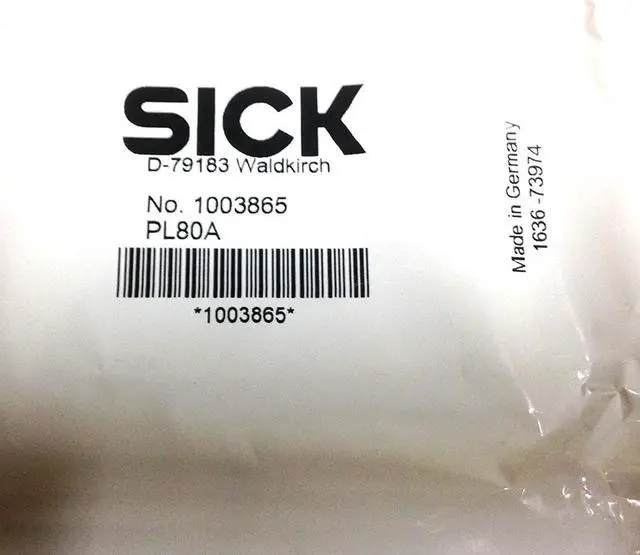 SICK
D-79183 Waldkirch
No. 1003865
PL80A
*1003865*
Made in Germany
1636 -73974